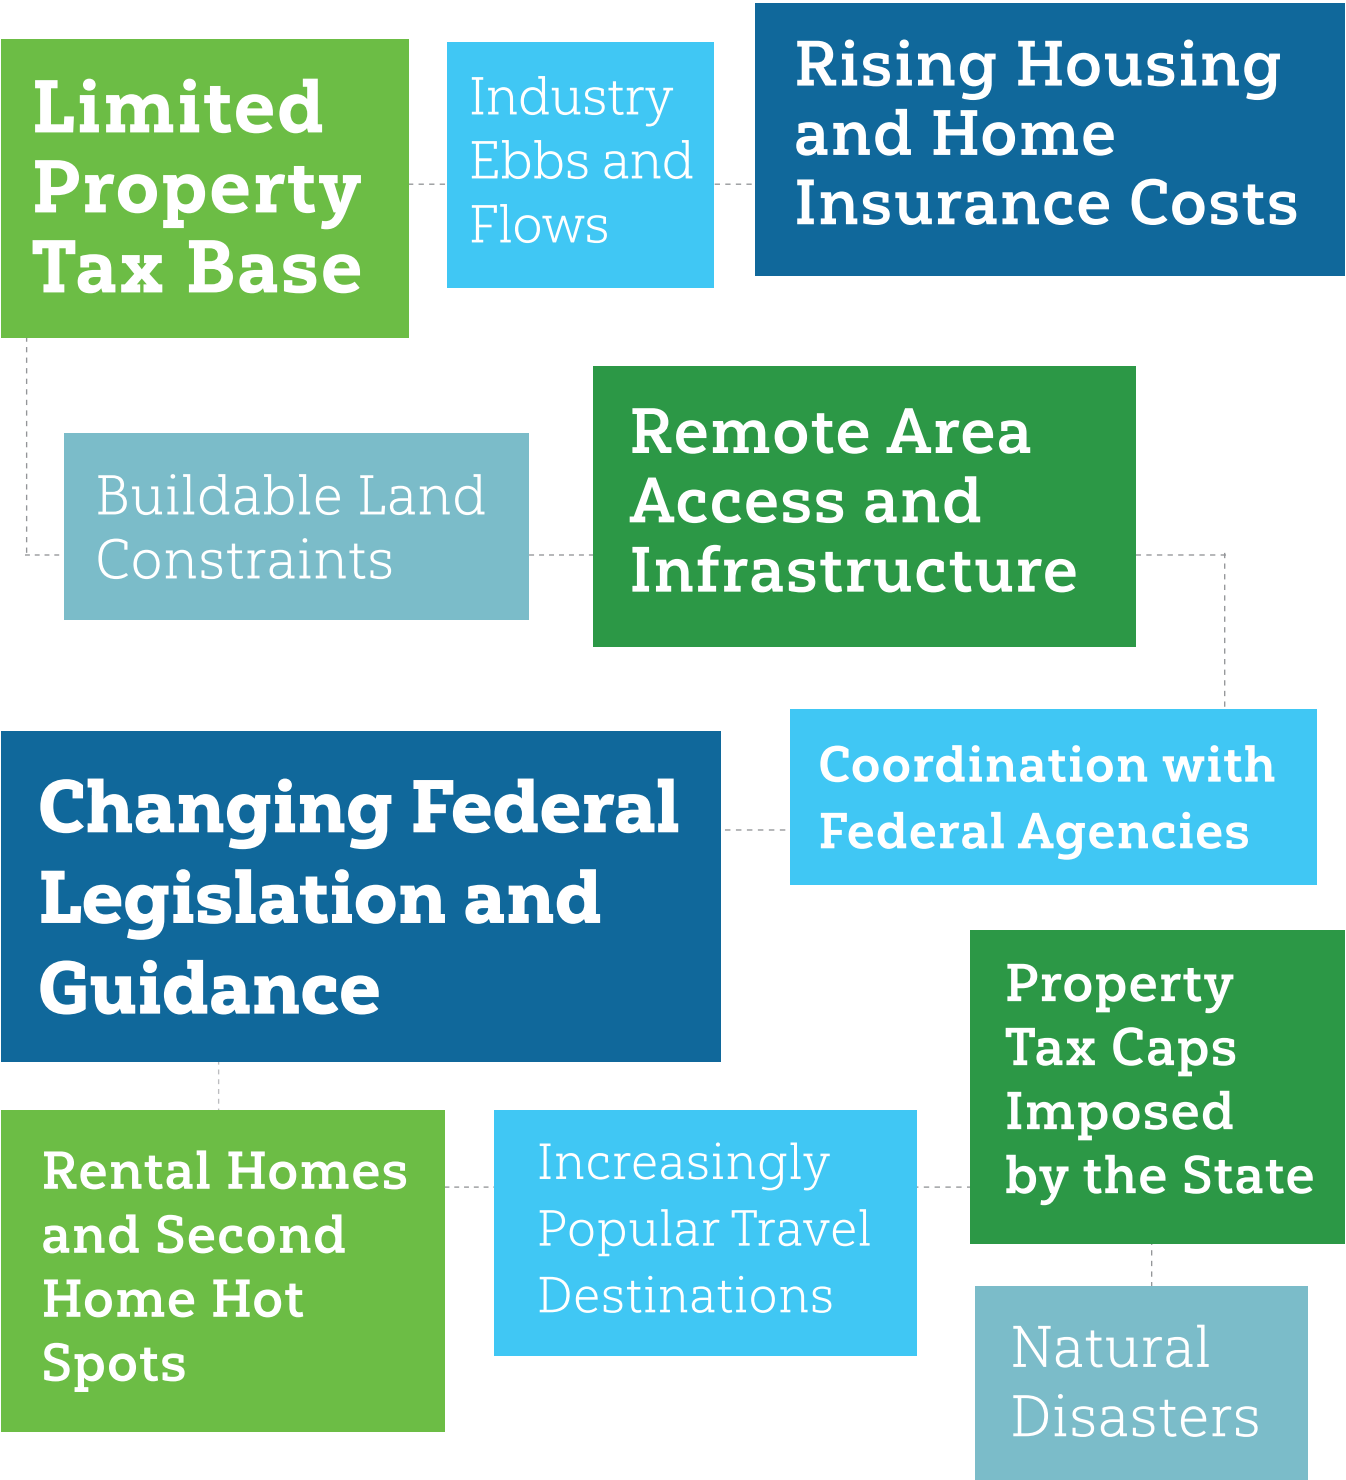 Limited
Property
Tax Base
Industry
Ebbs and
Flows
Rising Housing
and Home
Insurance Costs
Buildable Land
Constraints
Remote Area
Access and
Infrastructure
Changing Federal
Legislation and
Guidance
Coordination with
Federal Agencies
Rental Homes
and Second
Home Hot
Spots
Increasingly
Popular Travel
Destinations
Property
Tax Caps
Imposed
by the State
Natural
Disasters